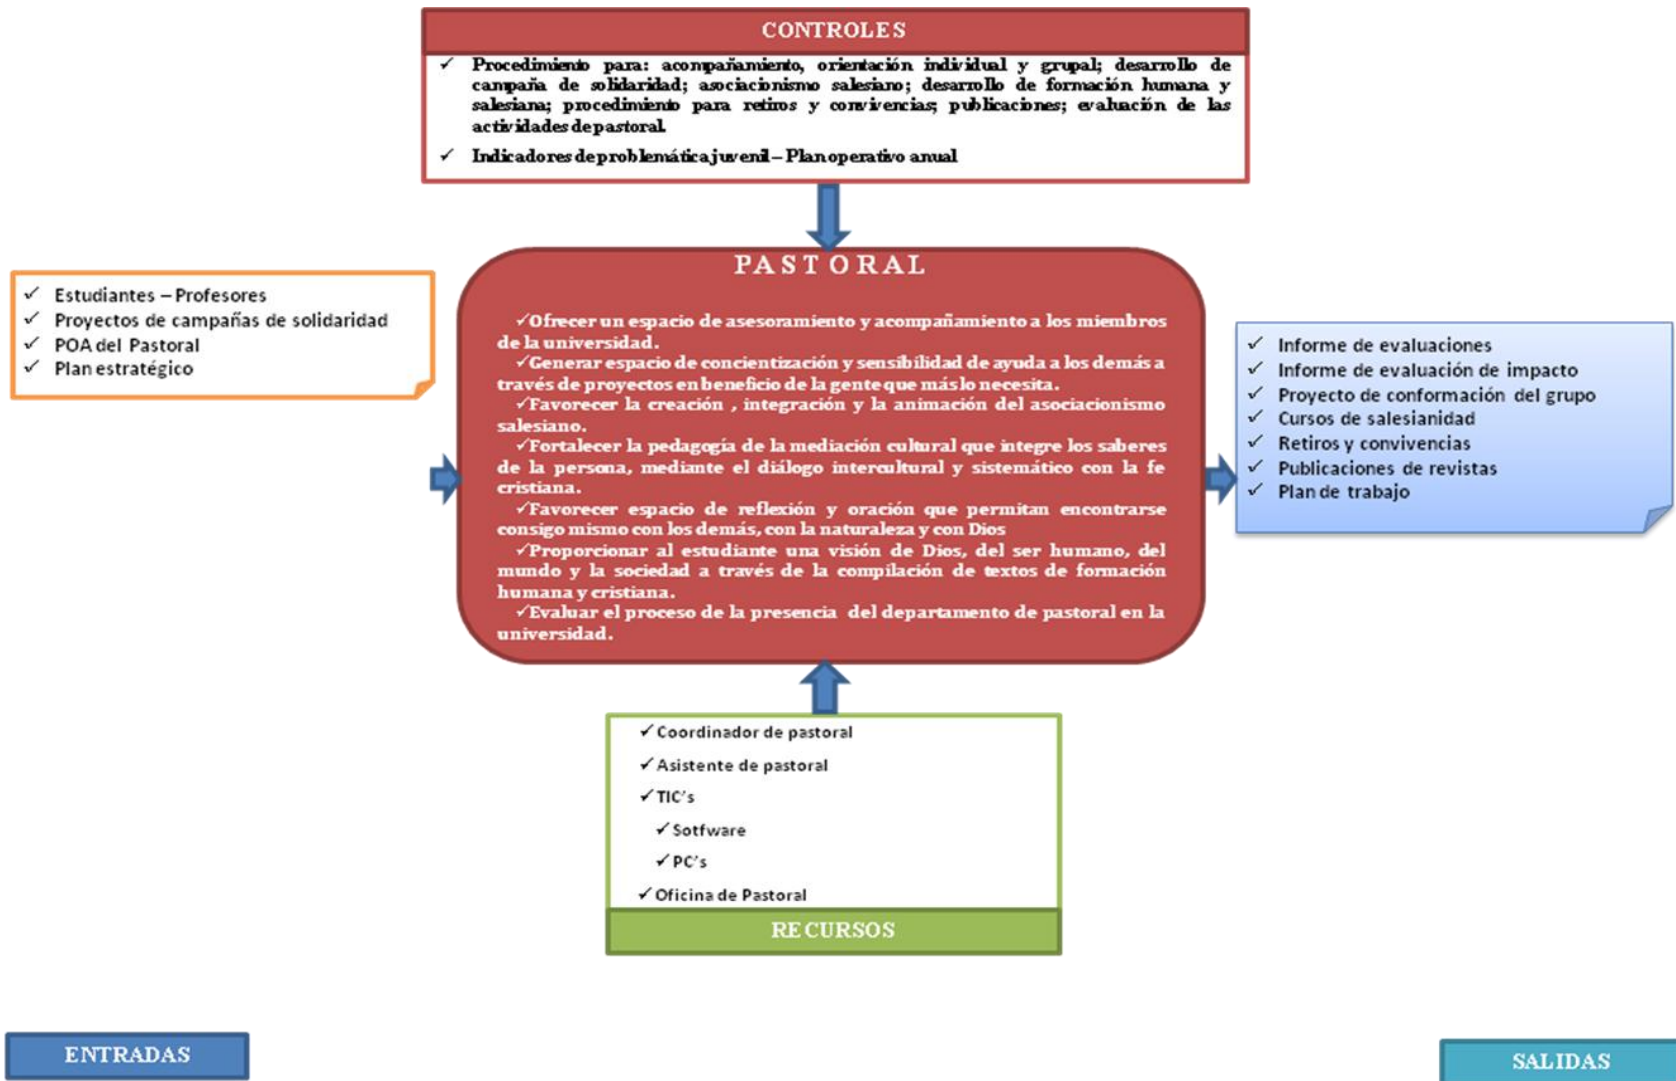 CONTROLES
✓ Procedimiento para: acompañamiento, orientación individual y grupal; desarrollo de
campaña de solidaridad; asociacionismo salesiano; desarrollo de formación humana y
salesiana; procedimiento para retiros y convivencias; publicaciones; evaluación de las
actividades de pastoral.
✓ Indicadores de problemática juvenil – Plan operativo anual
✓ Estudiantes – Profesores
✓ Proyectos de campañas de solidaridad
✓ POA del Pastoral
✓ Plan estratégico
PASTORAL
✓Ofrecer un espacio de asesoramiento y acompañamiento a los miembros
de la universidad.
✓Generar espacio de concientización y sensibilidad de ayuda a los demás a
través de proyectos en beneficio de la gente que más lo necesita.
✓Favorecer la creación , integración y la animación del asociacionismo
salesiano.
✓Fortalecer la pedagogía de la mediación cultural que integre los saberes
de la persona, mediante el diálogo intercultural y sistemático con la fe
cristiana.
✓Favorecer espacio de reflexión y oración que permitan encontrarse
consigo mismo con los demás, con la naturaleza y con Dios
✓Proporcionar al estudiante una visión de Dios, del ser humano, del
mundo y la sociedad a través de la compilación de textos de formación
humana y cristiana.
✓Evaluar el proceso de la presencia del departamento de pastoral en la
universidad.
✓ Informe de evaluaciones
✓ Informe de evaluación de impacto
✓ Proyecto de conformación del grupo
✓ Cursos de salesianidad
✓ Retiros y convivencias
✓ Publicaciones de revistas
✓ Plan de trabajo
✓ Coordinador de pastoral
✓ Asistente de pastoral
✓ TIC's
✓ Sotfware
✓ PC's
✓ Oficina de Pastoral
RECURSOS
ENTRADAS
SALIDAS